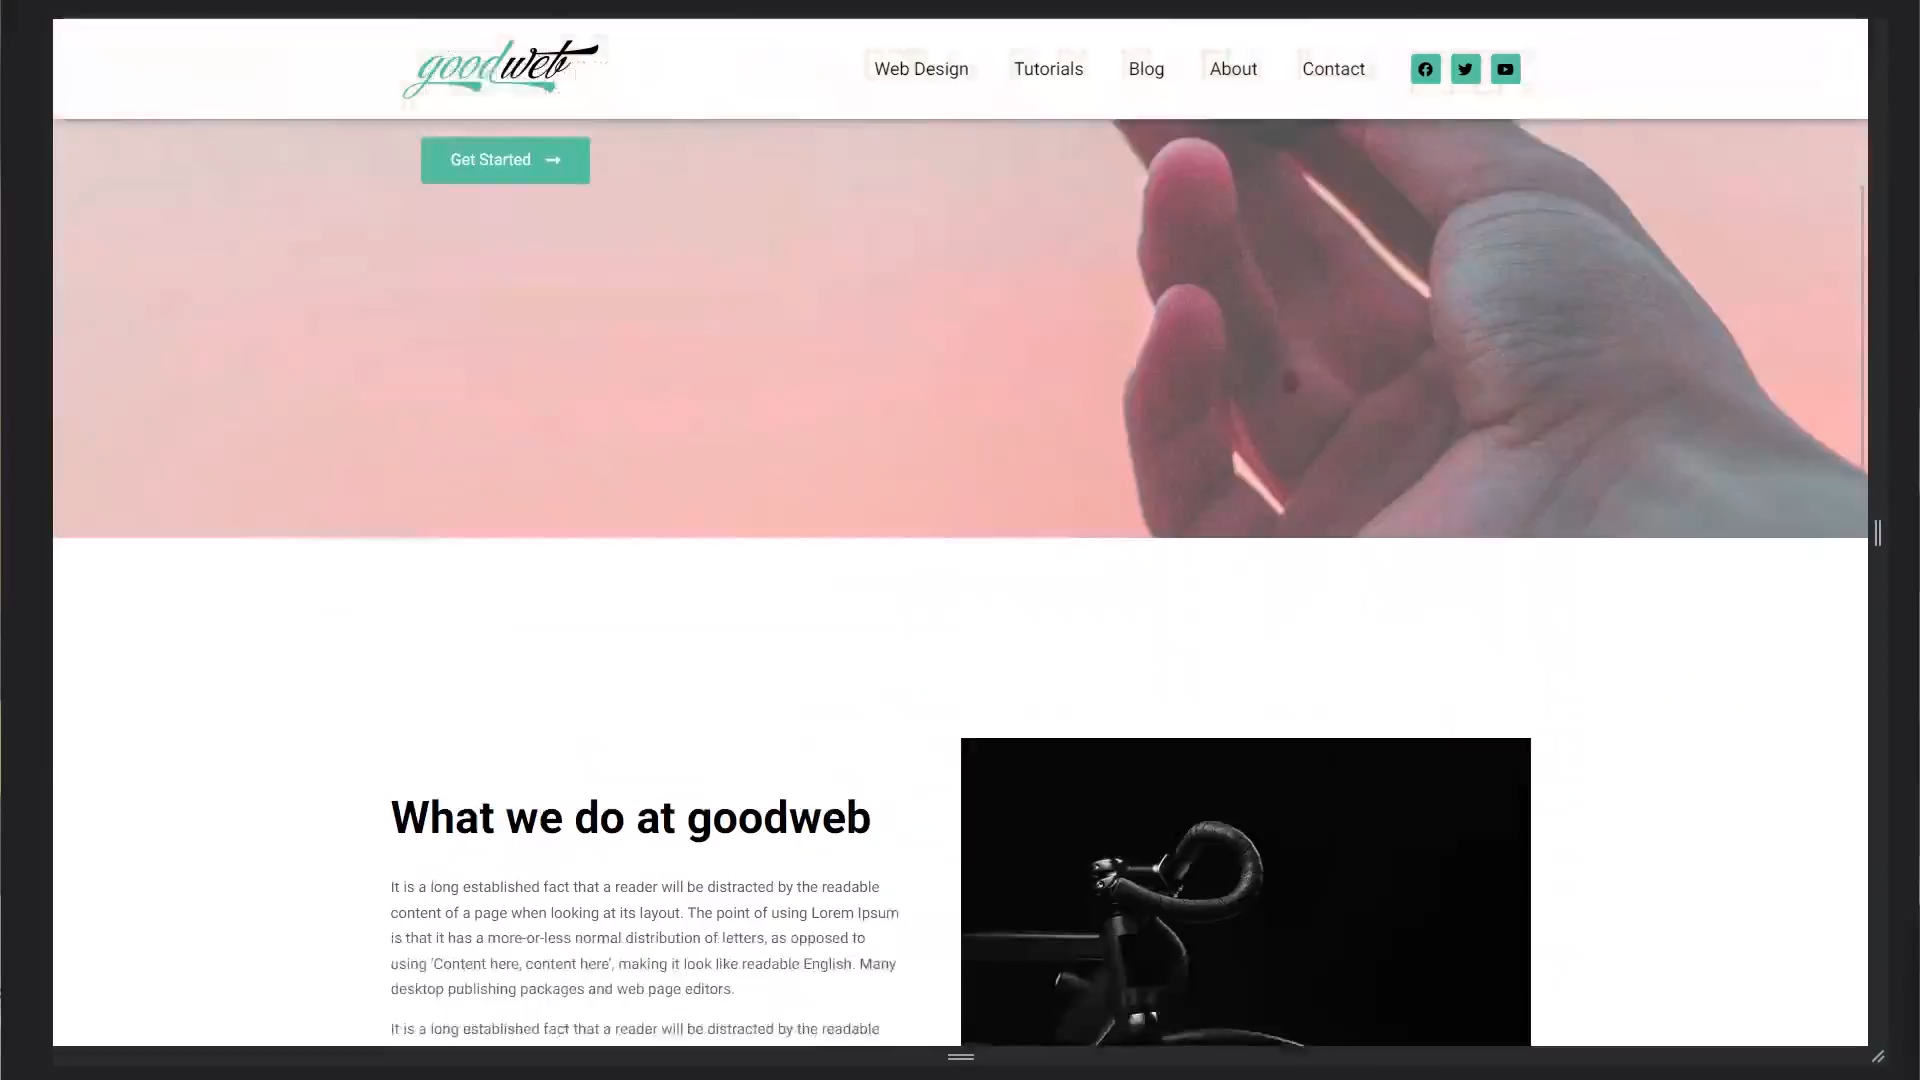 goodweb
Web Design Tutorials Blog About Contact
Get Started
What we do at goodweb
It is a long established fact that a reader will be distracted by the readable
content of a page when looking at its layout. The point of using Lorem Ipsum
is that it has a more-or-less normal distribution of letters, as opposed to
using ‘Content here, content here’, making it look like readable English. Many
desktop publishing packages and web page editors.
It is a long established fact that a reader will be distracted by the readable